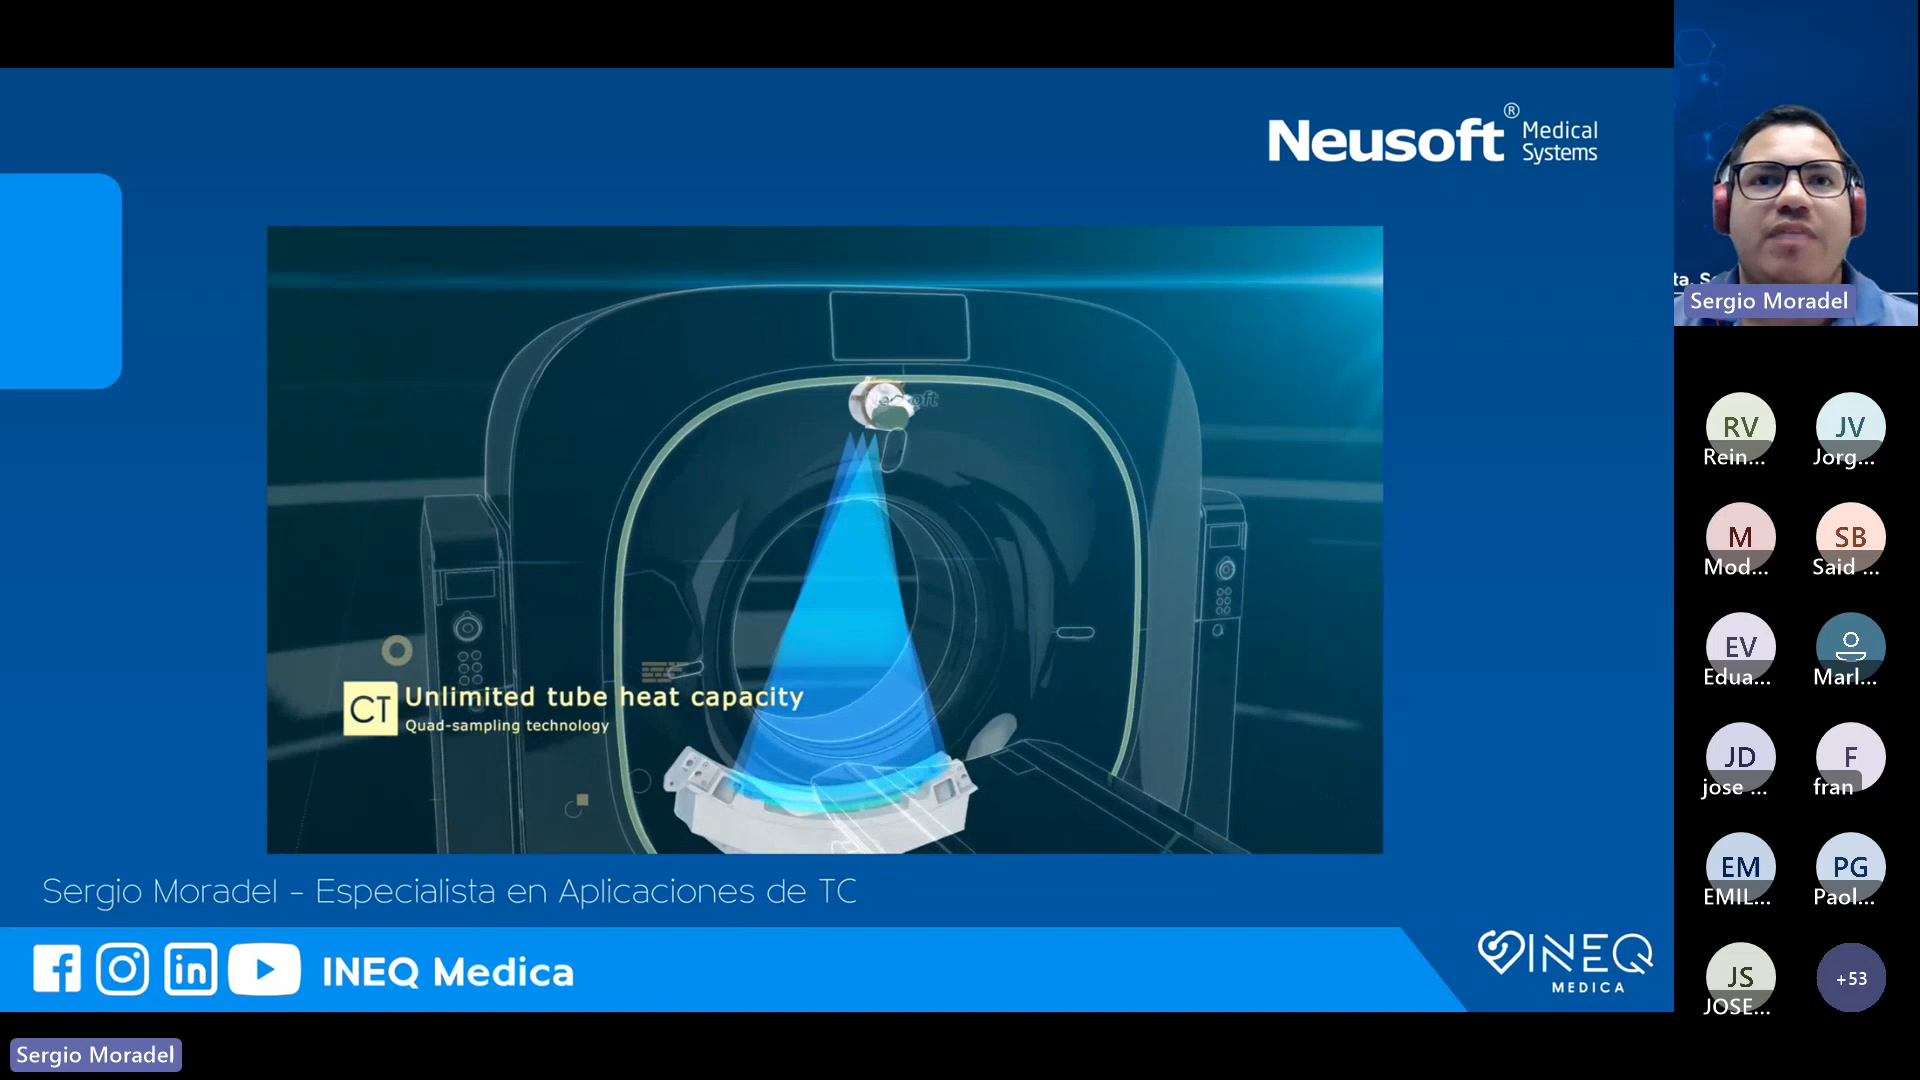 Neusoft®
Medical
Systems
CT
Unlimited tube heat capacity
Quad-sampling technology
Sergio Moradel - Especialista en Aplicaciones de TC
INEQ Medica
INEQ
MEDICA
Sergio Moradel
Sergio Moradel
RV
Rein...
JV
Jorg...
M
Mod...
SB
Said ...
EV
Edua...
Marl...
JD
jose ...
F
fran
EM
EMIL...
PG
Paol...
JS
JOSE...
+53